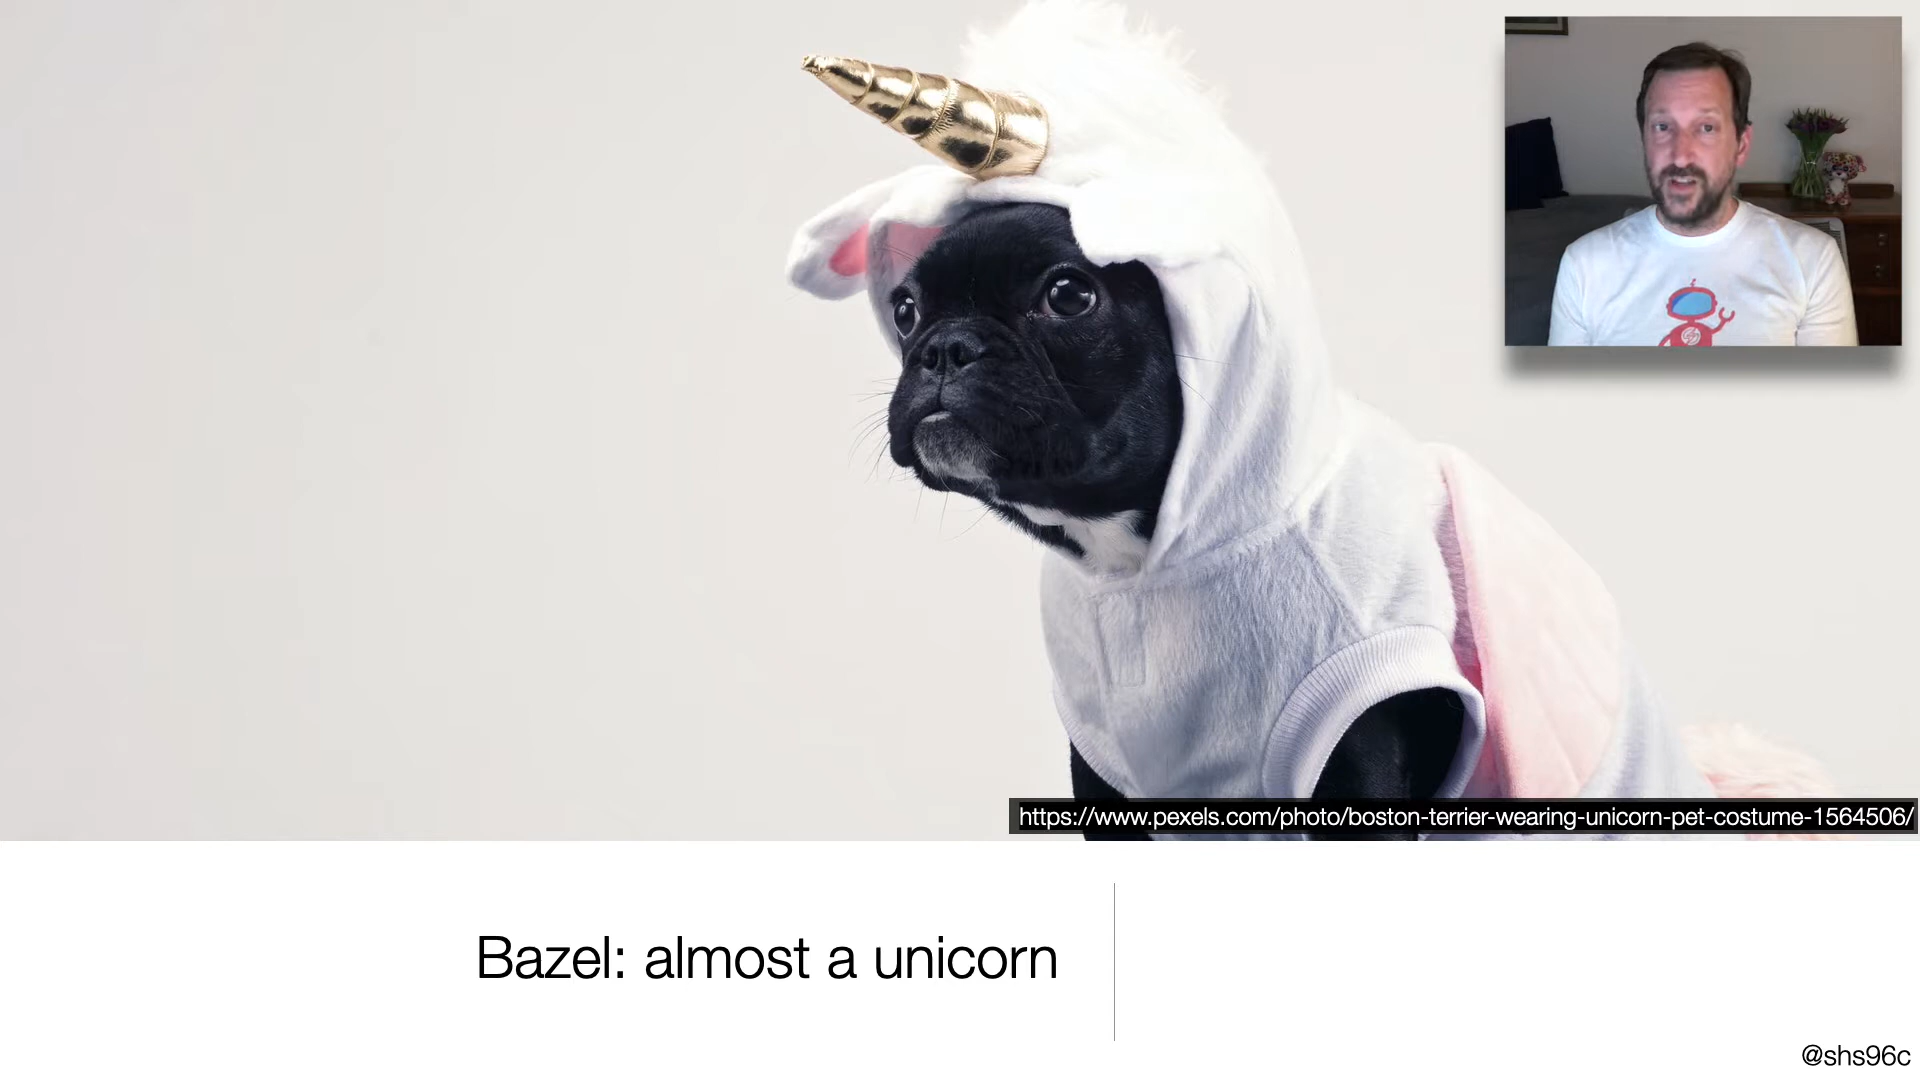 https://www.pexels.com/photo/boston-terrier-wearing-unicorn-pet-costume-1564506/
Bazel: almost a unicorn
@shs96c